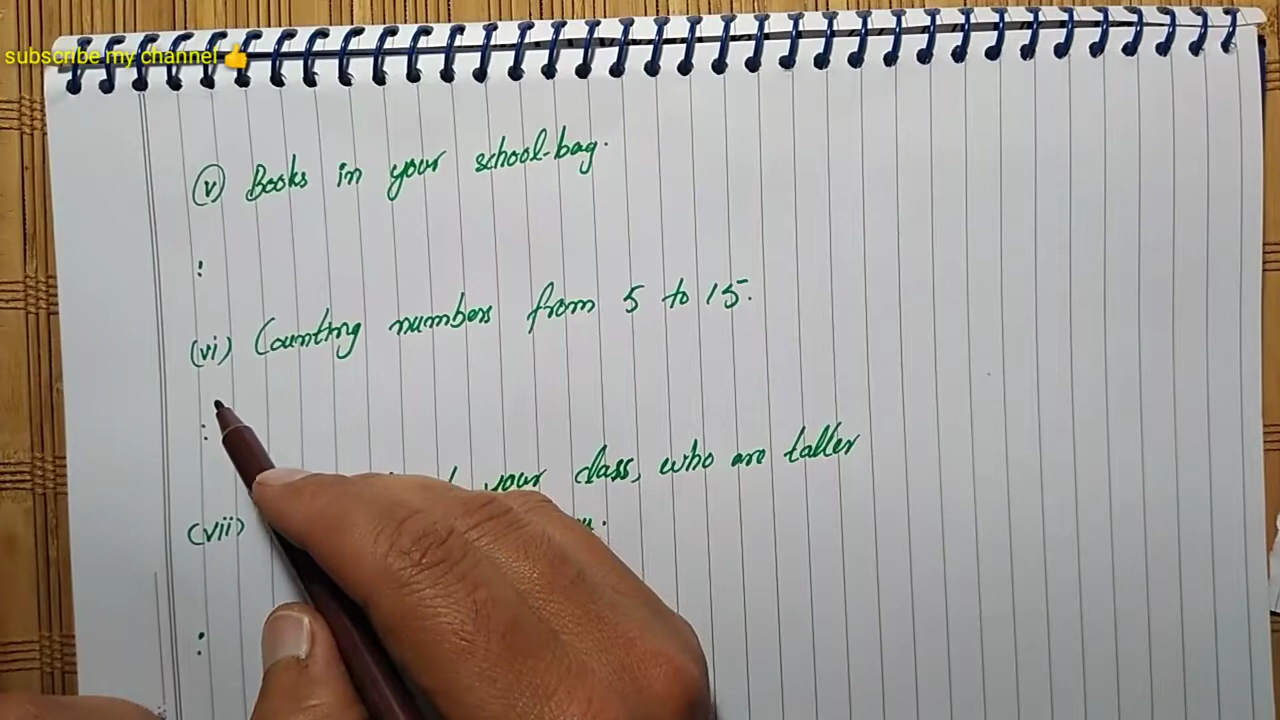 subscribe my channel 👍
(v) Books in your school-bag.
:
(vi) Counting numbers from 5 to 15.
:
(vii) your class, who are taller
: